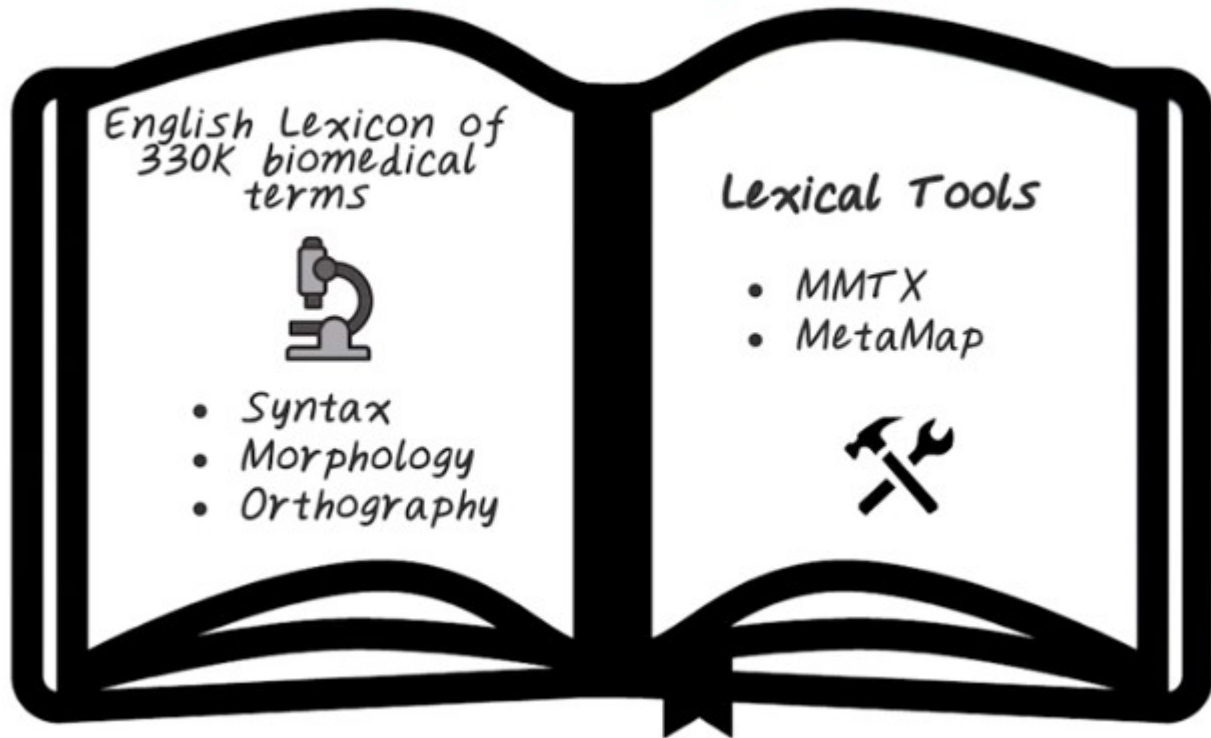 English Lexicon of
330K biomedical
terms
• Syntax
• Morphology
• Orthography
Lexical Tools
• MMTX
• MetaMap